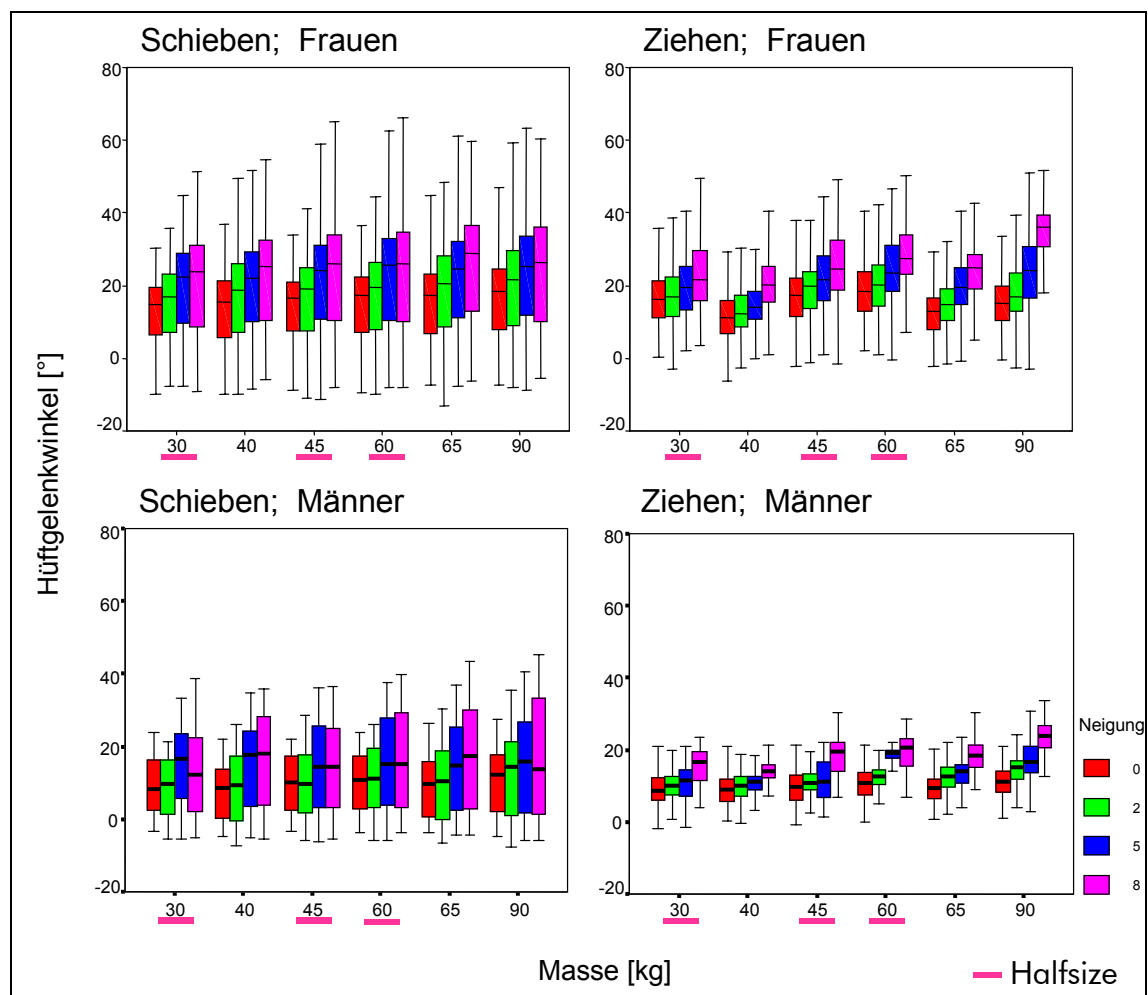 Schieben; Frauen
80
60
40
20
0
-20
30 40 45 60 65 90
Ziehen; Frauen
80
60
40
20
0
-20
30 40 45 60 65 90
Hüftgelenkwinkel [°]
Schieben; Männer
80
60
40
20
0
-20
30 40 45 60 65 90
Ziehen; Männer
80
60
40
20
0
-20
30 40 45 60 65 90
Neigung
0
2
5
8
Masse [kg]
Halfsize